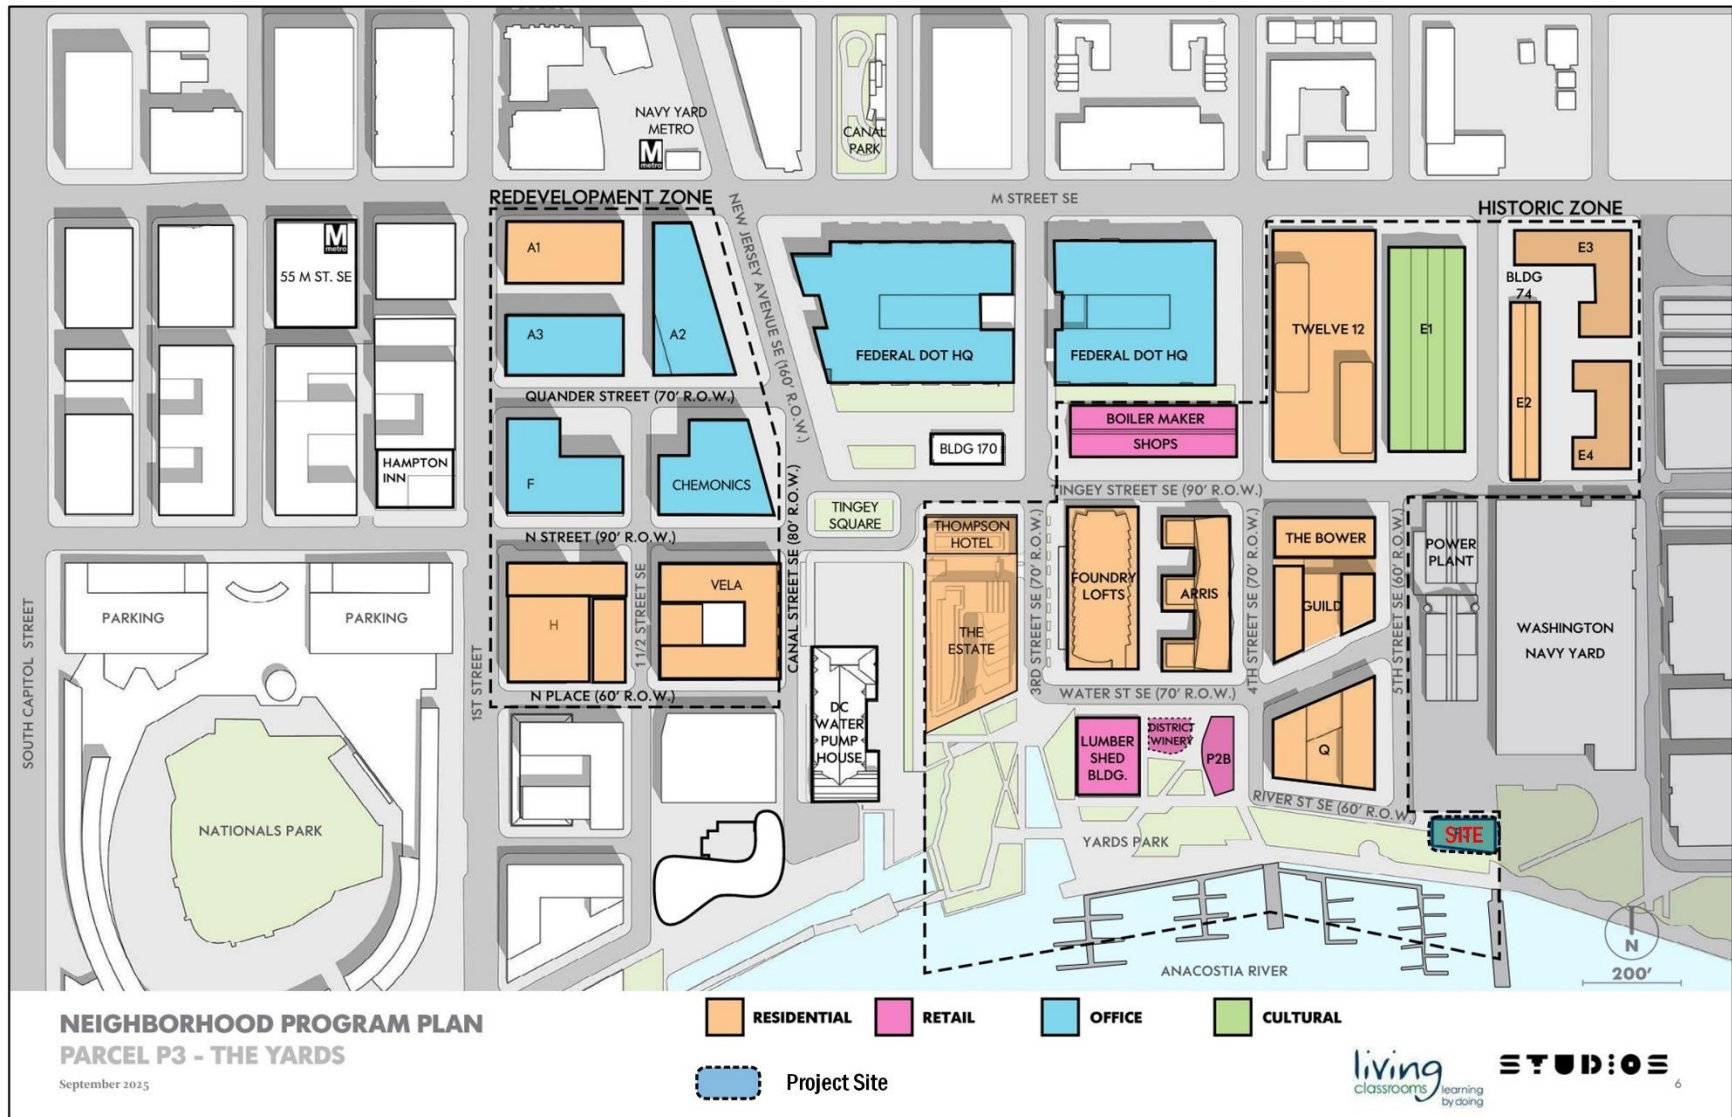 NAVY YARD
METRO
M
metro
CANAL
PARK
REDEVELOPMENT ZONE
M STREET SE
HISTORIC ZONE
NEW JERSEY AVENUE SE (160' R.O.W.)
M
metro
55 M ST. SE
A1
A3
A2
QUANDER STREET (70' R.O.W.)
FEDERAL DOT HQ
FEDERAL DOT HQ
TWELVE 12
E1
BLDG
74
E3
E2
E4
BOILER MAKER
SHOPS
BLDG 170
HAMPTON
INN
F
CHEMONICS
CANAL STREET SE (80' R.O.W.)
TINGEY STREET SE (90' R.O.W.)
TINGEY
SQUARE
N STREET (90' R.O.W.)
THOMPSON
HOTEL
THE
ESTATE
3RD STREET SE (70' R.O.W.)
FOUNDRY
LOFTS
ARRIS
4TH STREET SE (70' R.O.W.)
THE BOWER
GUILD
5TH STREET SE (60' R.O.W.)
POWER
PLANT
WASHINGTON
NAVY YARD
SOUTH CAPITOL STREET
PARKING
PARKING
1ST STREET
H
1 1/2 STREET SE
VELA
N PLACE (60' R.O.W.)
DC
WATER
PUMP
HOUSE
WATER ST SE (70' R.O.W.)
LUMBER
SHED
BLDG.
DISTRICT
WINERY
P2B
Q
RIVER ST SE (60' R.O.W.)
SITE
NATIONALS PARK
YARDS PARK
ANACOSTIA RIVER
N
200'
NEIGHBORHOOD PROGRAM PLAN
PARCEL P3 - THE YARDS
September 2025
RESIDENTIAL
RETAIL
OFFICE
CULTURAL
Project Site
living
classrooms
learning
by doing
STUDIOS
6